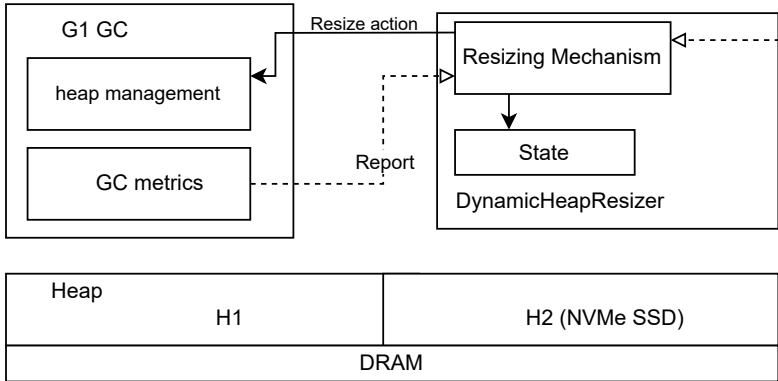 G1 GC
heap management
GC metrics
Resize action
Report
Resizing Mechanism
State
DynamicHeapResizer
Heap
H1
H2 (NVMe SSD)
DRAM